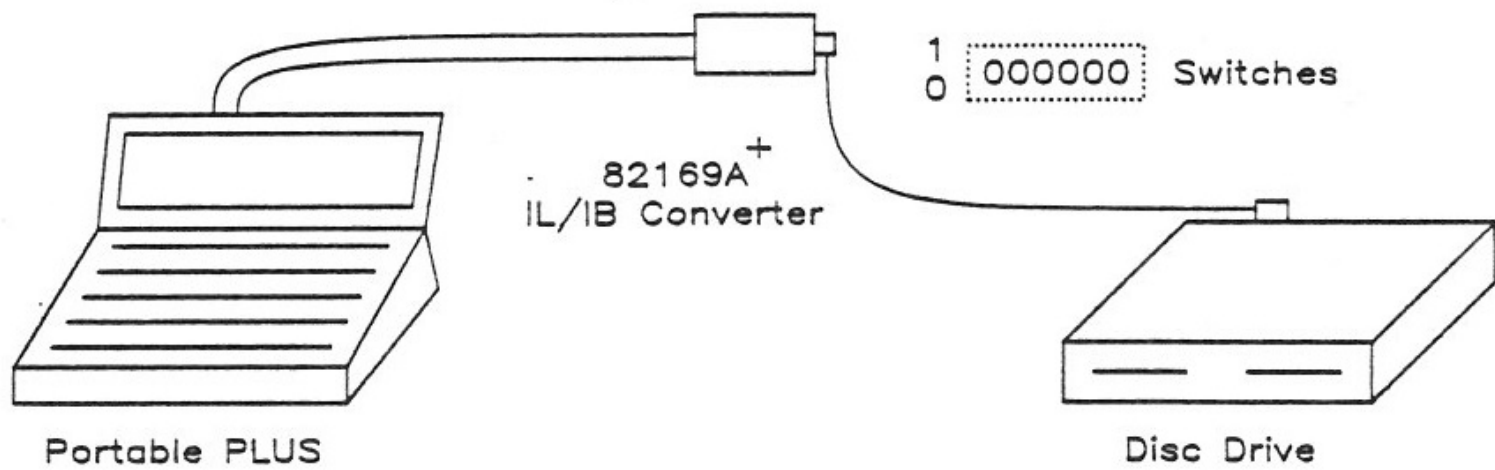 1
0
000000 Switches
82169A+
IL/IB Converter
Portable PLUS
Disc Drive